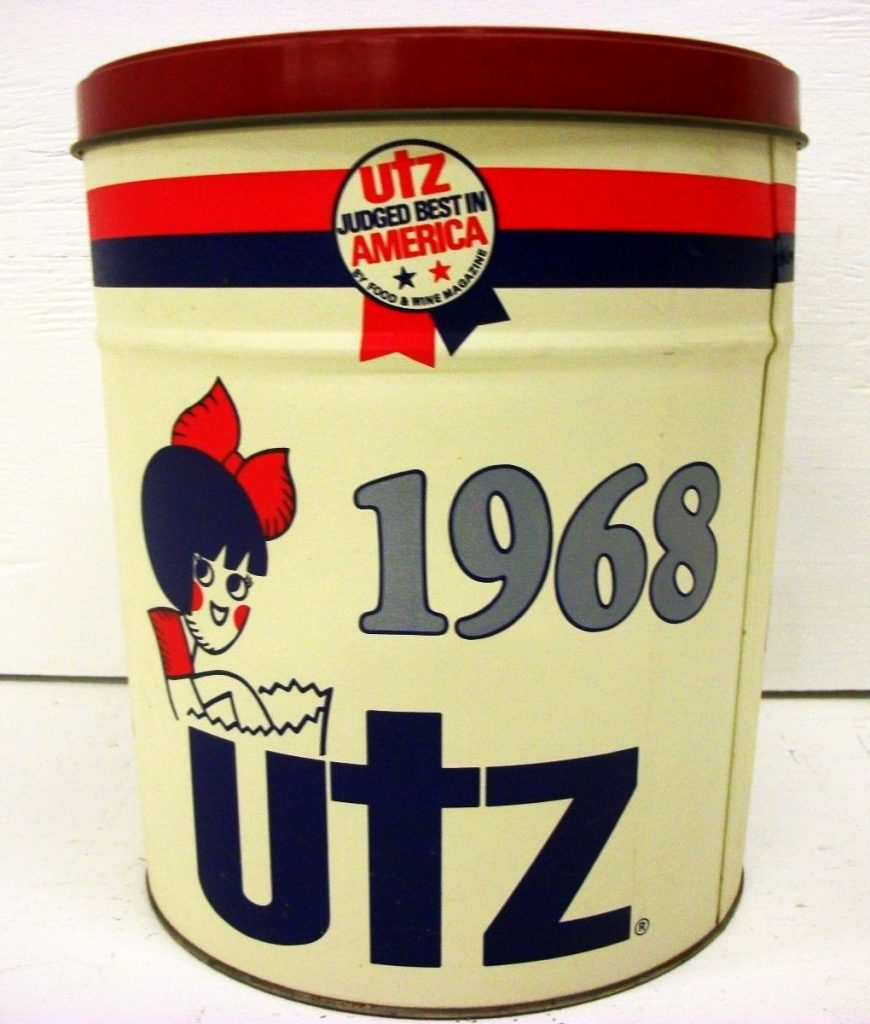 utz
JUDGED BEST IN
AMERICA
BY FOOD & WINE MAGAZINE
1968
utz®